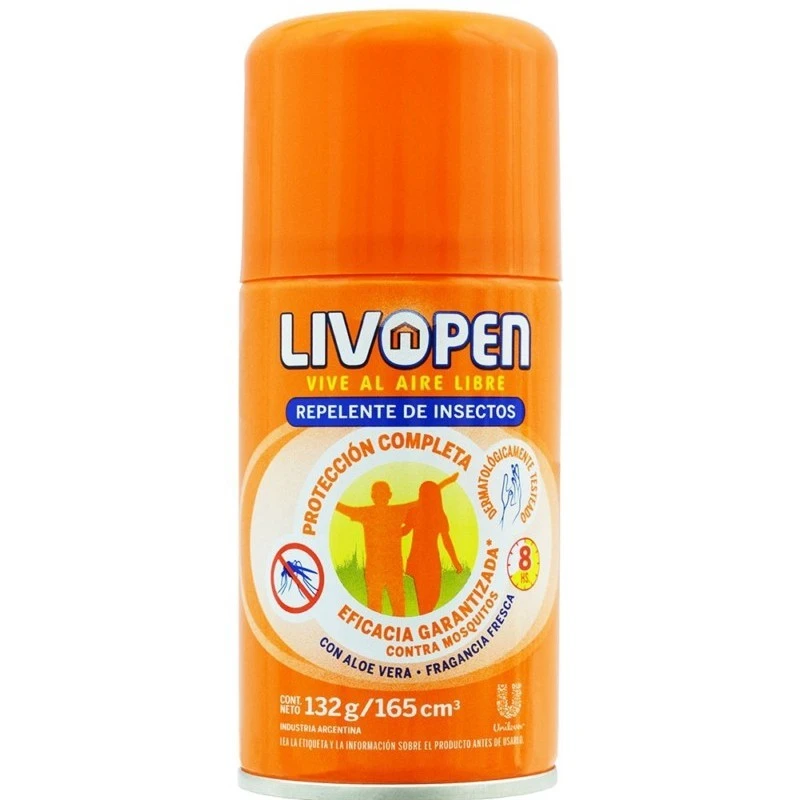 LIVOPEN
VIVE AL AIRE LIBRE
REPELENTE DE INSECTOS
PROTECCIÓN COMPLETA
DERMATOLÓGICAMENTE TESTEADO
8
HS.
EFICACIA GARANTIZADA*
CONTRA MOSQUITOS
CON ALOE VERA • FRAGANCIA FRESCA
CONT. NETO 132 g/165 cm³
INDUSTRIA ARGENTINA
Unilever
LEA LA ETIQUETA Y LA INFORMACIÓN SOBRE EL PRODUCTO ANTES DE USARLO.